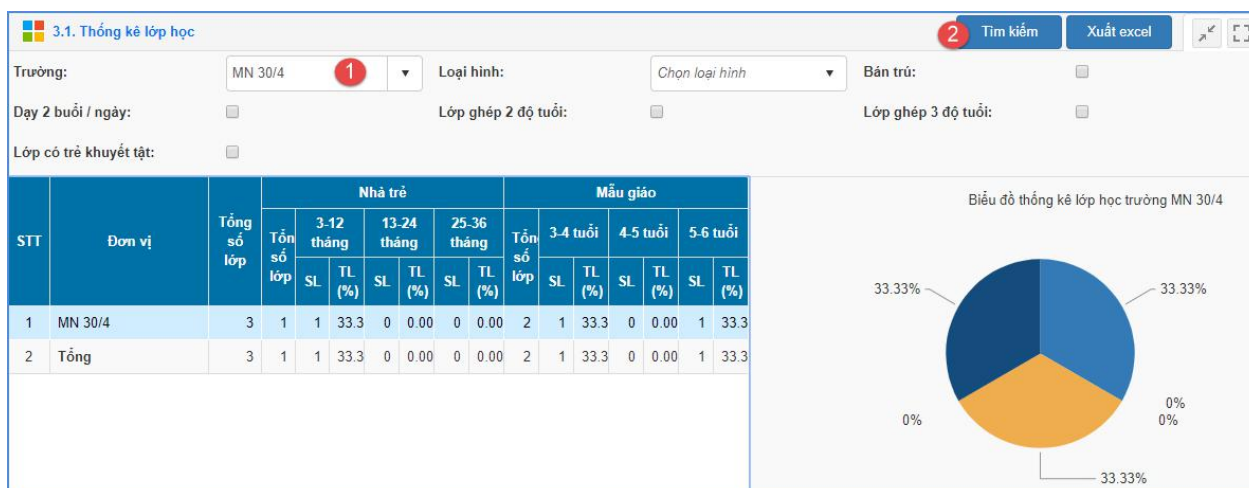 3.1. Thống kê lớp học
2 Tìm kiếm Xuất excel
Trường: MN 30/4 1 Loại hình: Chọn loại hình Bán trú:
Dạy 2 buổi / ngày: Lớp ghép 2 độ tuổi: Lớp ghép 3 độ tuổi:
Lớp có trẻ khuyết tật:
STT Đơn vị Tổng số lớp Nhà trẻ Mẫu giáo
Tổn số lớp 3-12 tháng 13-24 tháng 25-36 tháng Tổn số lớp 3-4 tuổi 4-5 tuổi 5-6 tuổi
SL TL (%) SL TL (%) SL TL (%) SL TL (%) SL TL (%) SL TL (%)
1 MN 30/4 3 1 1 33.3 0 0.00 0 0.00 2 1 33.3 0 0.00 1 33.3
2 Tổng 3 1 1 33.3 0 0.00 0 0.00 2 1 33.3 0 0.00 1 33.3
Biểu đồ thống kê lớp học trường MN 30/4
33.33% 33.33%
0%
0% 0%
33.33%